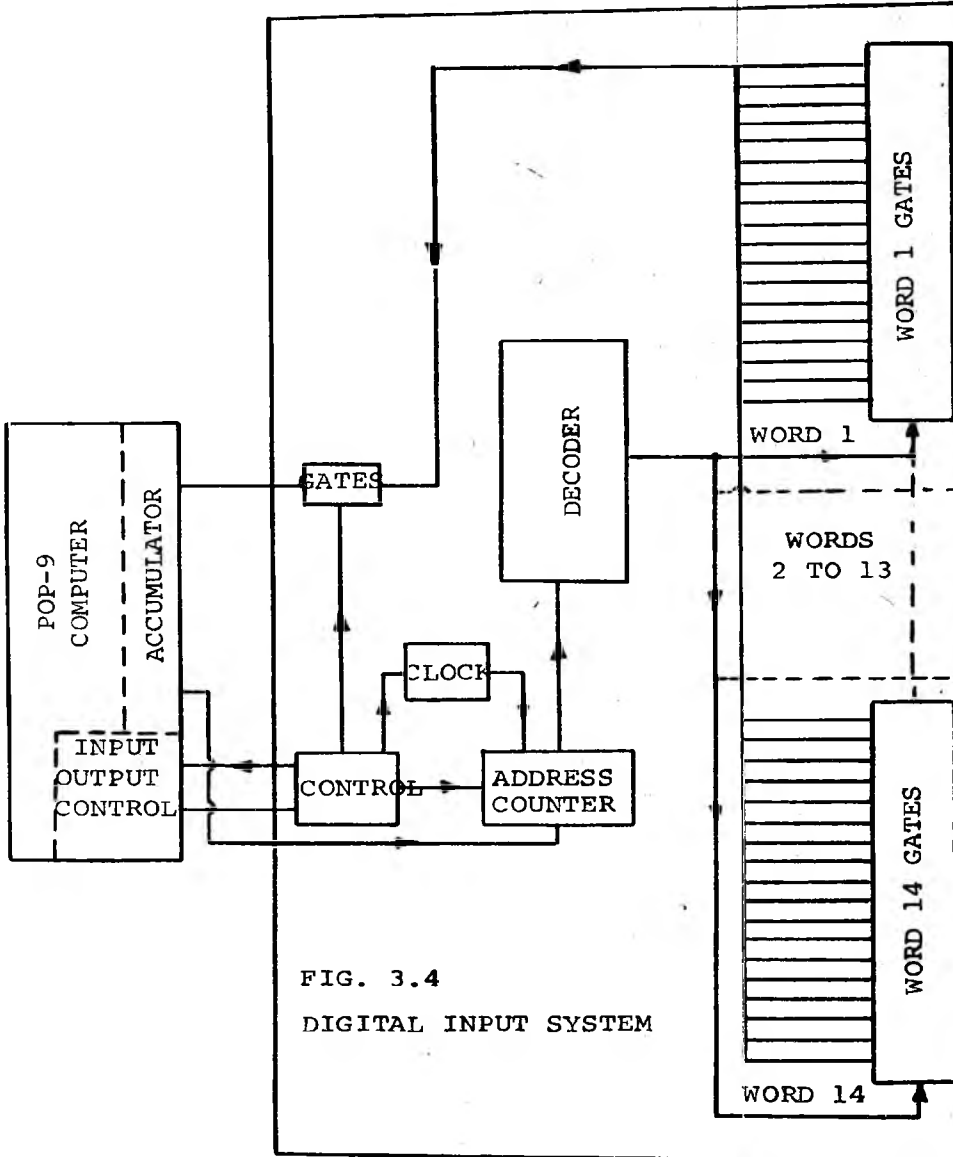 WORD 1 GATES
WORD 1
DECODER
GATES
WORDS
2 TO 13
POP-9
COMPUTER
ACCUMULATOR
CLOCK
INPUT
OUTPUT
CONTROL
CONTROL
ADDRESS
COUNTER
WORD 14 GATES
FIG. 3.4
DIGITAL INPUT SYSTEM
WORD 14